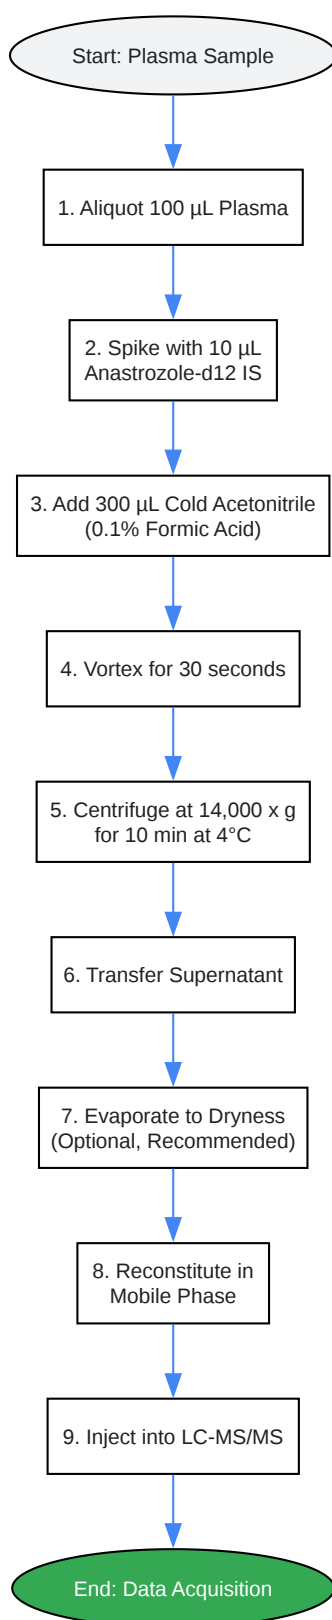 Start: Plasma Sample
1. Aliquot 100 µL Plasma
2. Spike with 10 µL
Anastrozole-d12 IS
3. Add 300 µL Cold Acetonitrile
(0.1% Formic Acid)
4. Vortex for 30 seconds
5. Centrifuge at 14,000 x g
for 10 min at 4°C
6. Transfer Supernatant
7. Evaporate to Dryness
(Optional, Recommended)
8. Reconstitute in
Mobile Phase
9. Inject into LC-MS/MS
End: Data Acquisition